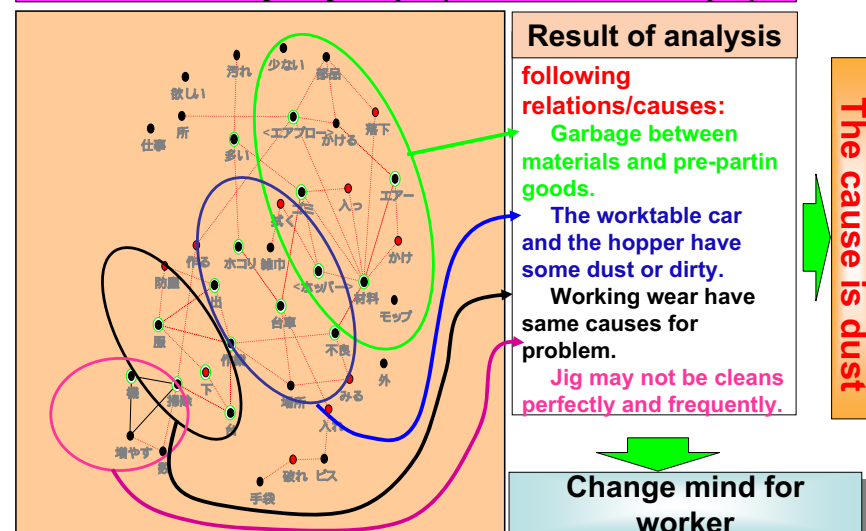 Result of analysis
following
relations/causes:
Garbage between
materials and pre-partin
goods.
The worktable car
and the hopper have
some dust or dirty.
Working wear have
same causes for
problem.
Jig may not be cleans
perfectly and frequently.
The cause is dust
Change mind for
worker
少ない
汚れ
部品
欲しい
所
仕事
<エアブロー>
かける
落下
多い
エアー
ゴミ
入っ
拭く
作る
ホコリ
雑巾
かけ
防塵
<ホッパー>
材料
出
モップ
台車
服
不良
外
下
場所
みる
掃除
台
入れ
増やす
破れ
ビス
手袋